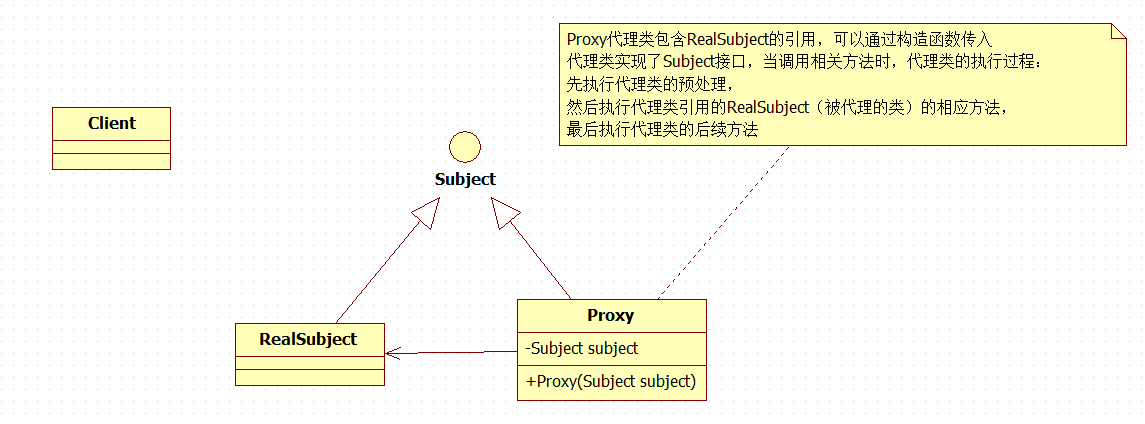 Proxy代理类包含RealSubject的引用，可以通过构造函数传入
代理类实现了Subject接口，当调用相关方法时，代理类的执行过程：
先执行代理类的预处理，
然后执行代理类引用的RealSubject（被代理的类）的相应方法，
最后执行代理类的后续方法
Client
Subject
RealSubject
Proxy
-Subject subject
+Proxy(Subject subject)